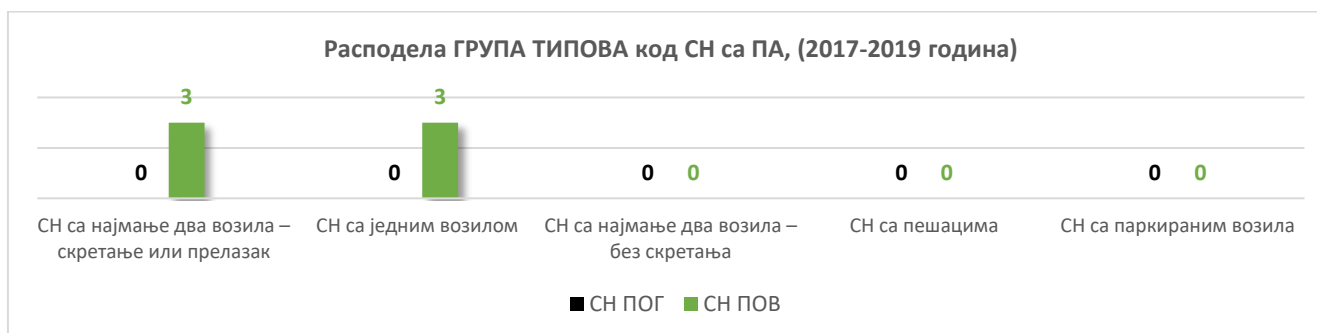 Расподела ГРУПА ТИПОВА код СН са ПА, (2017-2019 година)
3 3
0 0 0 0 0 0 0 0
СН са најмање два возила – скретање или прелазак
СН са једним возилом
СН са најмање два возила – без скретања
СН са пешацима
СН са паркираним возила
СН ПОГ СН ПОВ